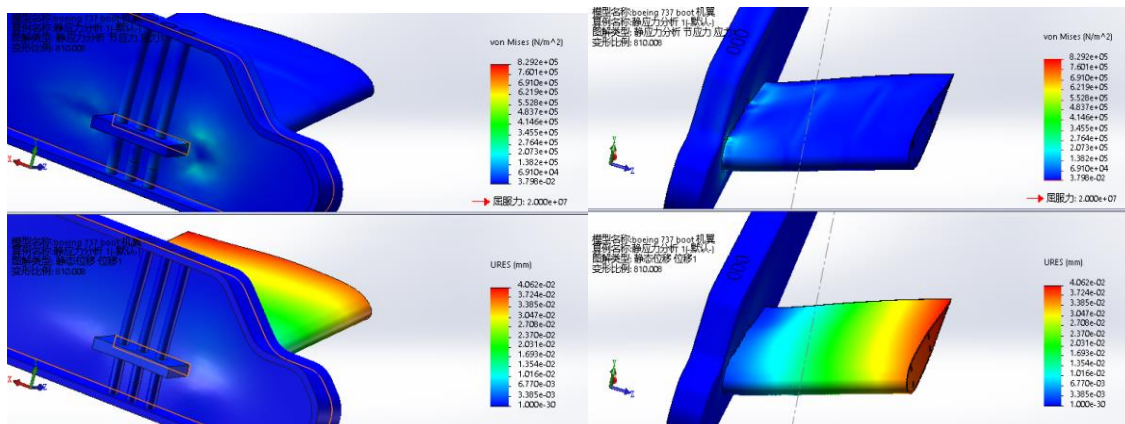 模型名称:boeing 737 boot 机翼
算例名称:静应力分析 1(-默认-)
图解类型: 静应力分析 节应力 应力1
变形比例: 810.008
von Mises (N/m^2)
8.292e+05
7.601e+05
6.910e+05
6.219e+05
5.528e+05
4.837e+05
4.146e+05
3.455e+05
2.764e+05
2.073e+05
1.382e+05
6.910e+04
3.798e-02
屈服力: 2.000e+07
X
Z
模型名称:boeing 737 boot 机翼
算例名称:静应力分析 1(-默认-)
图解类型: 静应力分析 节应力 应力1
变形比例: 810.008
000
von Mises (N/m^2)
8.292e+05
7.601e+05
6.910e+05
6.219e+05
5.528e+05
4.837e+05
4.146e+05
3.455e+05
2.764e+05
2.073e+05
1.382e+05
6.910e+04
3.798e-02
屈服力: 2.000e+07
Y
Z
模型名称:boeing 737 boot 机翼
算例名称:静应力分析 1(-默认-)
图解类型: 静态位移 位移1
变形比例: 810.008
URES (mm)
4.062e-02
3.724e-02
3.385e-02
3.047e-02
2.708e-02
2.370e-02
2.031e-02
1.693e-02
1.354e-02
1.016e-02
6.770e-03
3.385e-03
1.000e-30
X
Z
模型名称:boeing 737 boot 机翼
算例名称:静应力分析 1(-默认-)
图解类型: 静态位移 位移1
变形比例: 810.008
000
URES (mm)
4.062e-02
3.724e-02
3.385e-02
3.047e-02
2.708e-02
2.370e-02
2.031e-02
1.693e-02
1.354e-02
1.016e-02
6.770e-03
3.385e-03
1.000e-30
Y
Z